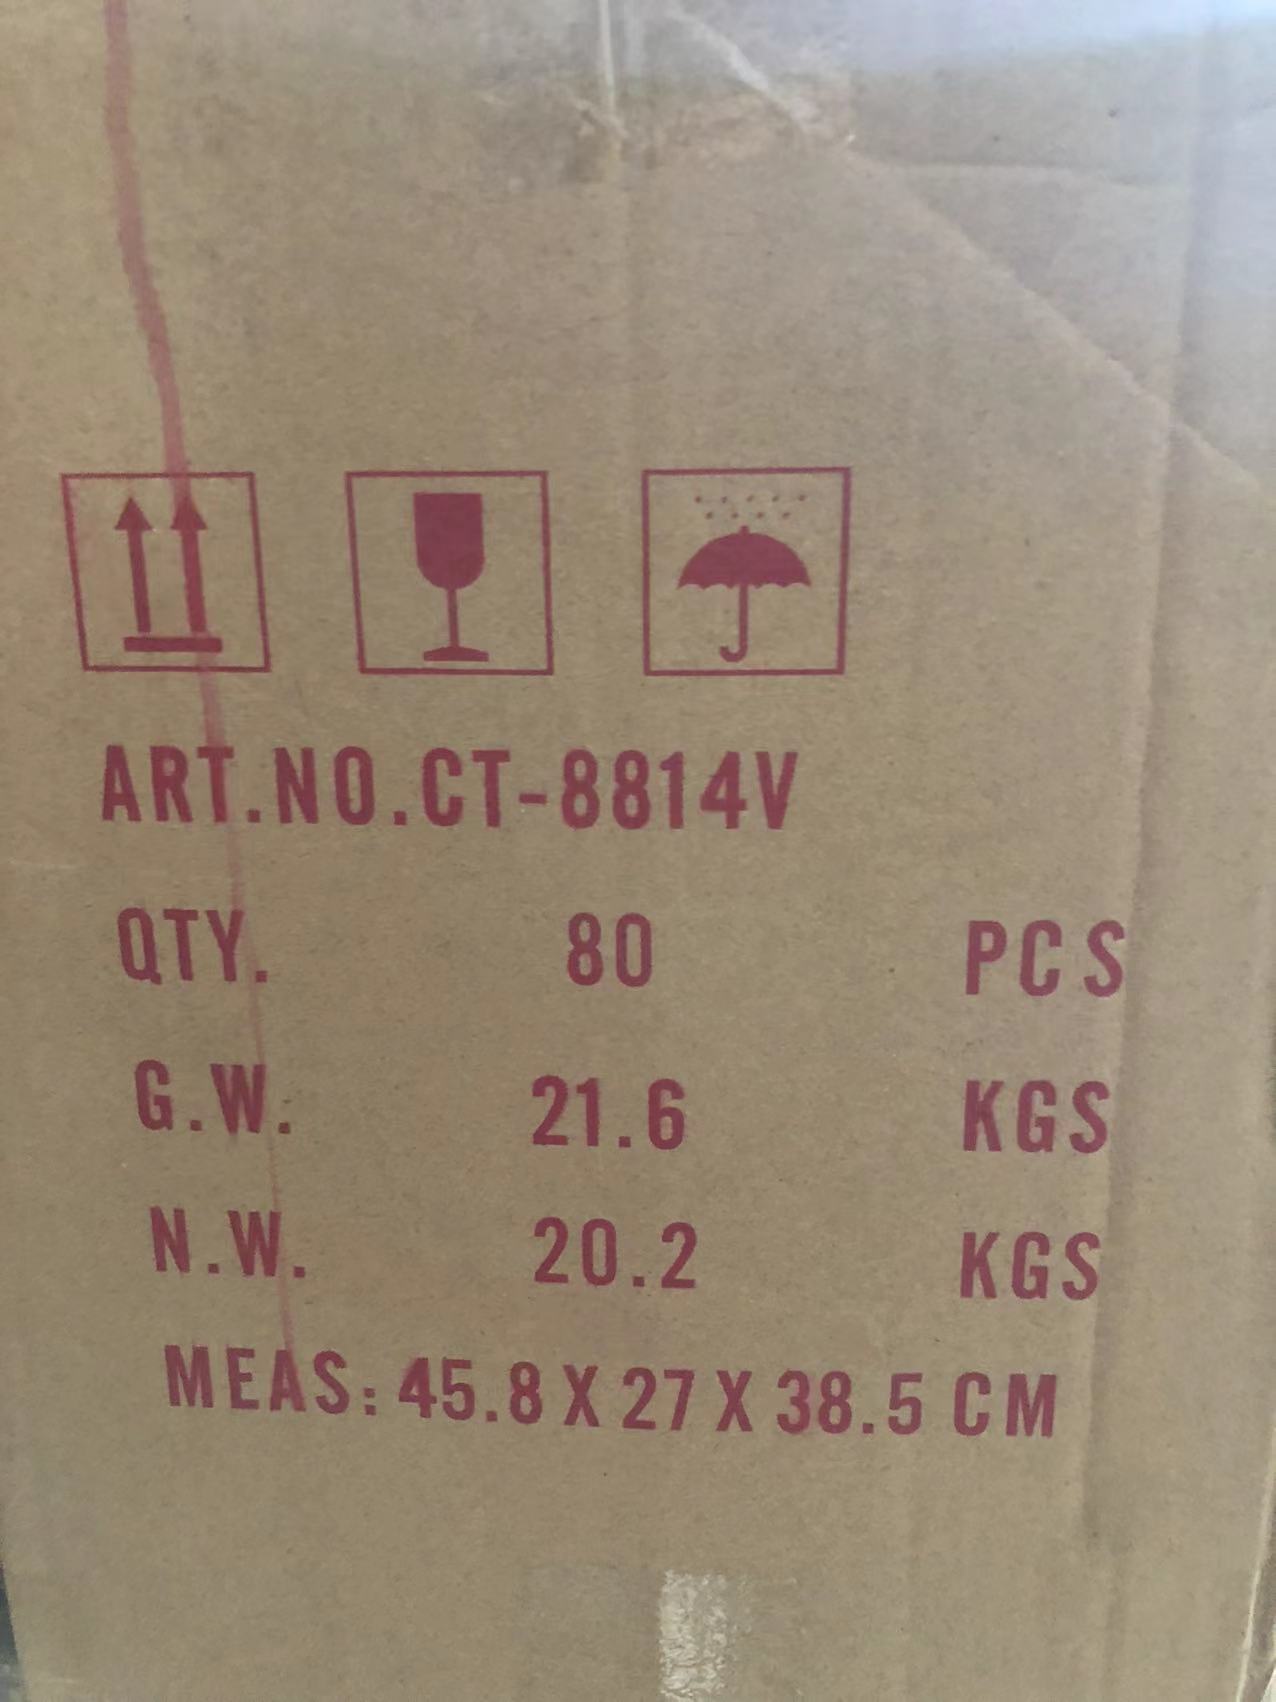 ART.NO.CT-8814V
QTY. 80 PCS
G.W. 21.6 KGS
N.W. 20.2 KGS
MEAS: 45.8 X 27 X 38.5 CM